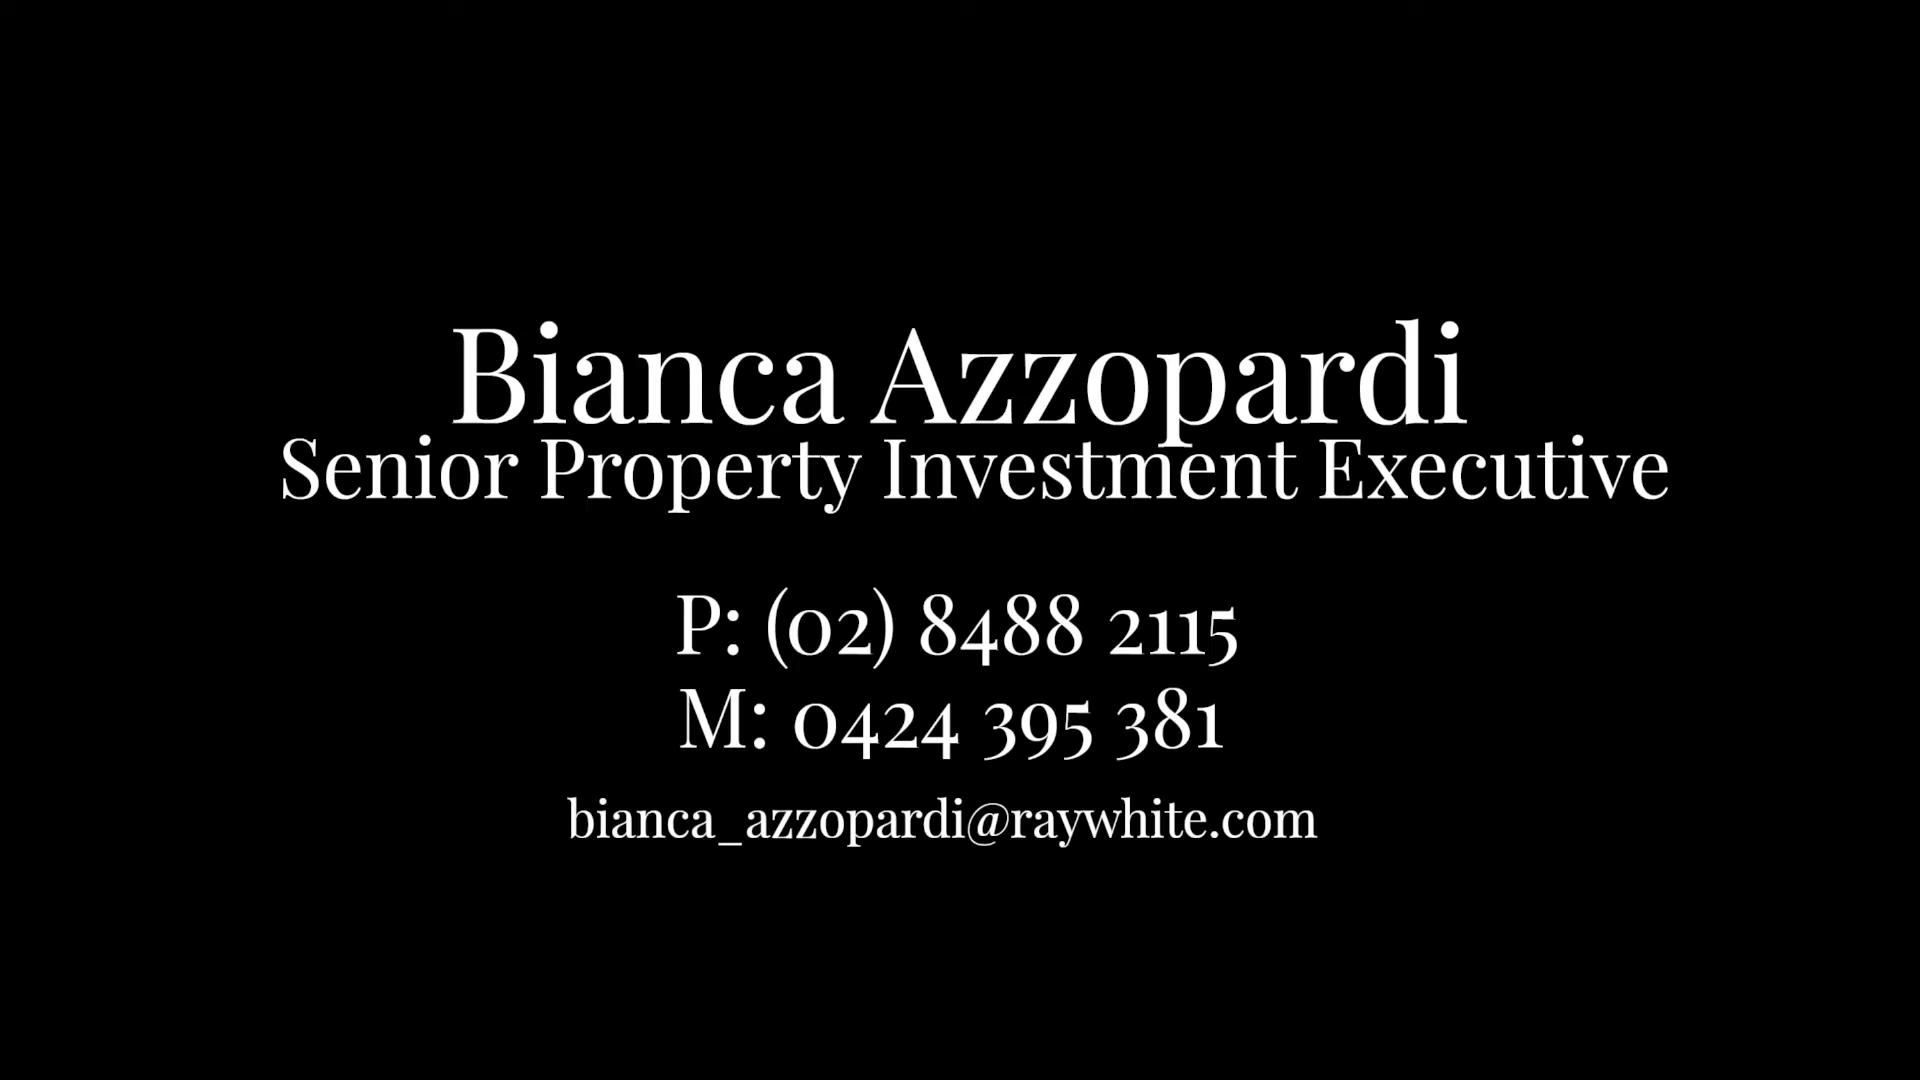 Bianca Azzopardi
Senior Property Investment Executive
P: (02) 8488 2115
M: 0424 395 381
bianca_azzopardi@raywhite.com